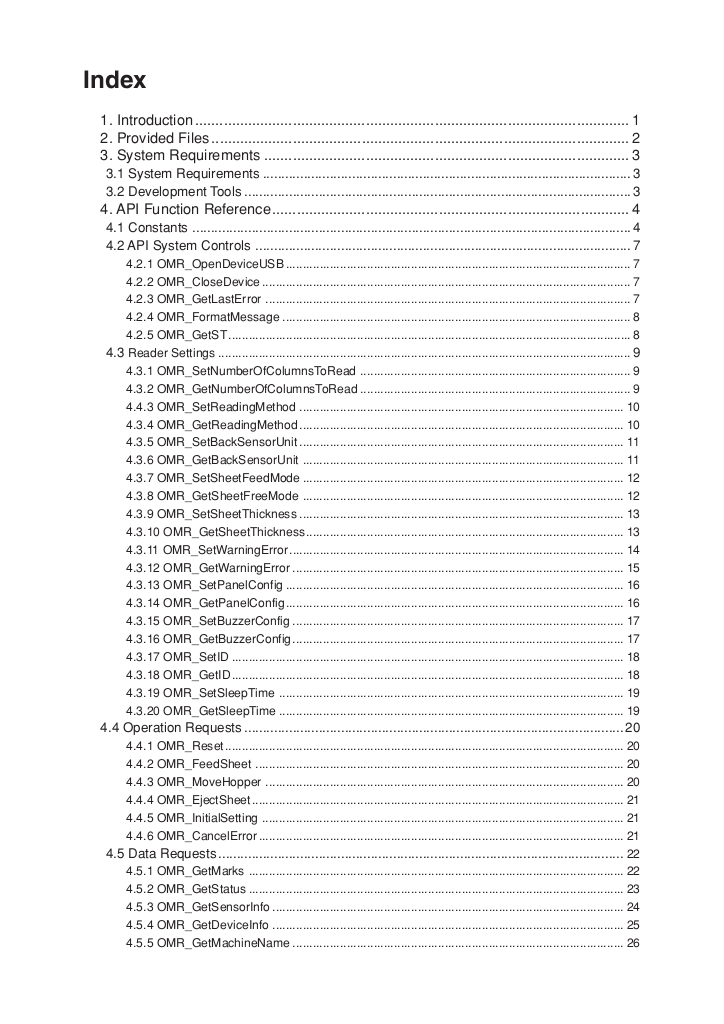 Index
1. Introduction ............ 1
2. Provided Files ............ 2
3. System Requirements ............ 3
3.1 System Requirements ............ 3
3.2 Development Tools ............ 3
4. API Function Reference ............ 4
4.1 Constants ............ 4
4.2 API System Controls ............ 7
4.2.1 OMR_OpenDeviceUSB ............ 7
4.2.2 OMR_CloseDevice ............ 7
4.2.3 OMR_GetLastError ............ 7
4.2.4 OMR_FormatMessage ............ 8
4.2.5 OMR_GetST ............ 8
4.3 Reader Settings ............ 9
4.3.1 OMR_SetNumberOfColumnsToRead ............ 9
4.3.2 OMR_GetNumberOfColumnsToRead ............ 9
4.4.3 OMR_SetReadingMethod ............ 10
4.3.4 OMR_GetReadingMethod ............ 10
4.3.5 OMR_SetBackSensorUnit ............ 11
4.3.6 OMR_GetBackSensorUnit ............ 11
4.3.7 OMR_SetSheetFeedMode ............ 12
4.3.8 OMR_GetSheetFreeMode ............ 12
4.3.9 OMR_SetSheetThickness ............ 13
4.3.10 OMR_GetSheetThickness ............ 13
4.3.11 OMR_SetWarningError ............ 14
4.3.12 OMR_GetWarningError ............ 15
4.3.13 OMR_SetPanelConfig ............ 16
4.3.14 OMR_GetPanelConfig ............ 16
4.3.15 OMR_SetBuzzerConfig ............ 17
4.3.16 OMR_GetBuzzerConfig ............ 17
4.3.17 OMR_SetID ............ 18
4.3.18 OMR_GetID ............ 18
4.3.19 OMR_SetSleepTime ............ 19
4.3.20 OMR_GetSleepTime ............ 19
4.4 Operation Requests ............ 20
4.4.1 OMR_Reset ............ 20
4.4.2 OMR_FeedSheet ............ 20
4.4.3 OMR_MoveHopper ............ 20
4.4.4 OMR_EjectSheet ............ 21
4.4.5 OMR_InitialSetting ............ 21
4.4.6 OMR_CancelError ............ 21
4.5 Data Requests ............ 22
4.5.1 OMR_GetMarks ............ 22
4.5.2 OMR_GetStatus ............ 23
4.5.3 OMR_GetSensorInfo ............ 24
4.5.4 OMR_GetDeviceInfo ............ 25
4.5.5 OMR_GetMachineName ............ 26